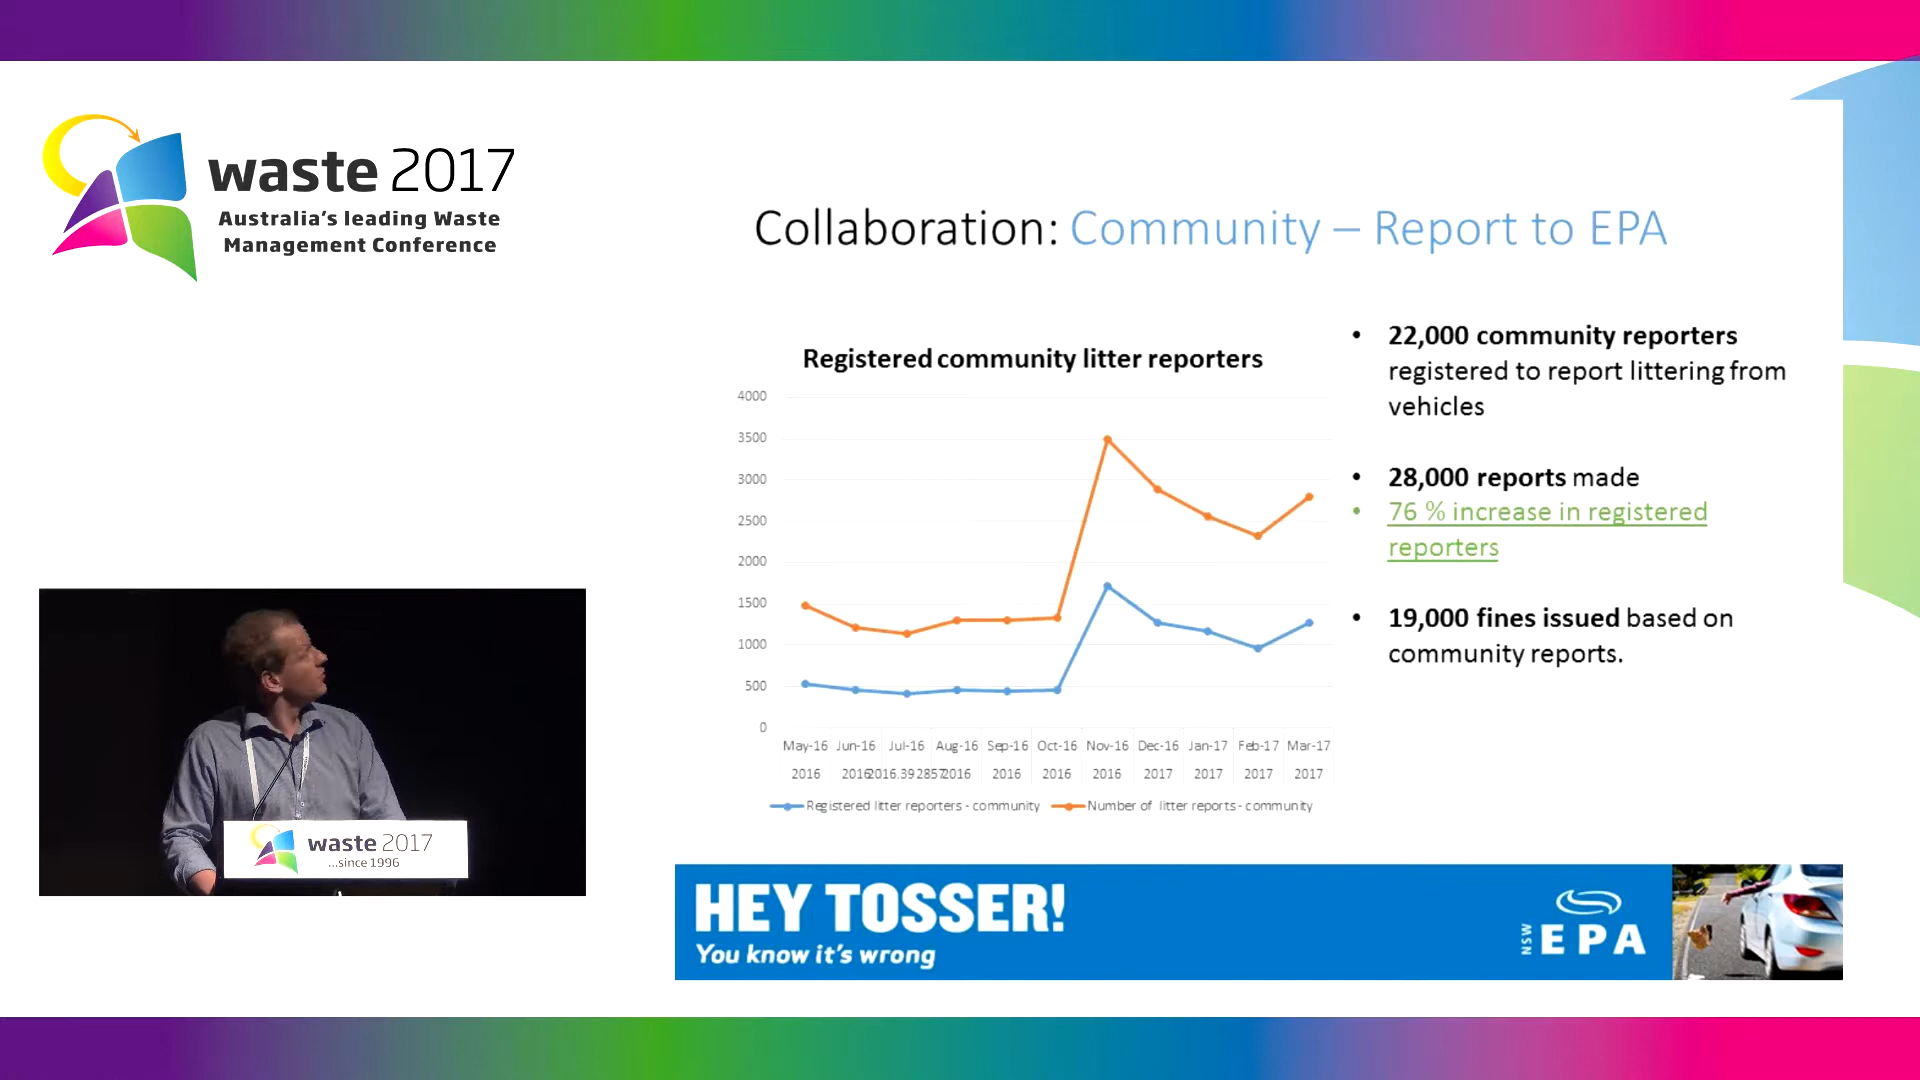 waste 2017
Australia's leading Waste
Management Conference
Collaboration: Community – Report to EPA
Registered community litter reporters
4000
3500
3000
2500
2000
1500
1000
500
0
May-16 Jun-16 Jul-16 Aug-16 Sep-16 Oct-16 Nov-16 Dec-16 Jan-17 Feb-17 Mar-17
2016 2016 2016.392857 2016 2016 2016 2016 2017 2017 2017 2017
Registered litter reporters - community Number of litter reports - community
• 22,000 community reporters
registered to report littering from
vehicles
• 28,000 reports made
• 76 % increase in registered
reporters
• 19,000 fines issued based on
community reports.
waste 2017
...since 1996
HEY TOSSER!
You know it's wrong
NSW EPA